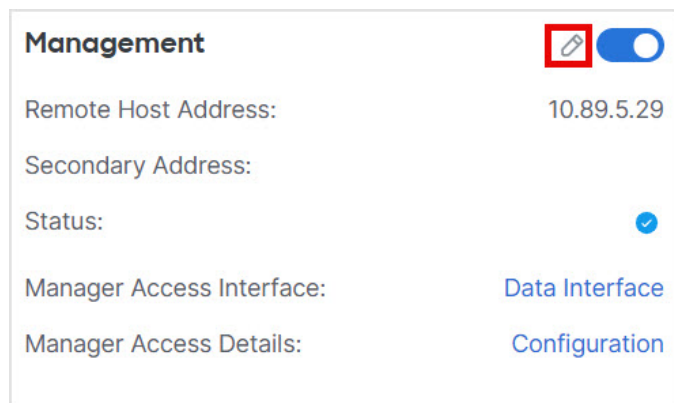 Management
Remote Host Address: 10.89.5.29
Secondary Address:
Status:
Manager Access Interface: Data Interface
Manager Access Details: Configuration